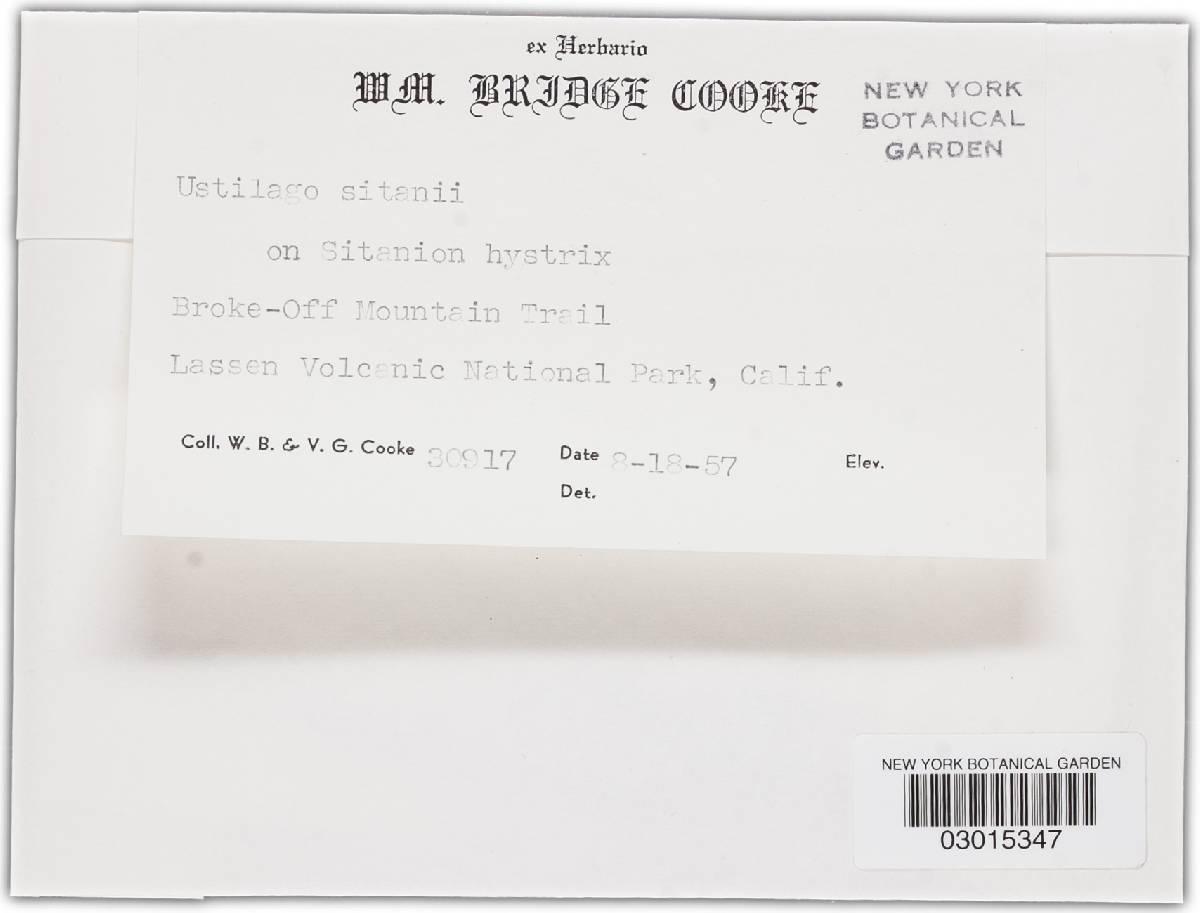 ex Herbario
WM. BRIDGE COOKE
NEW YORK
BOTANICAL
GARDEN
Ustilago sitanii
on Sitanion hystrix
Broke-Off Mountain Trail
Lassen Volcanic National Park, Calif.
Coll. W. B. & V. G. Cooke 30917 Date 8-18-57 Elev.
Det.
NEW YORK BOTANICAL GARDEN
03015347